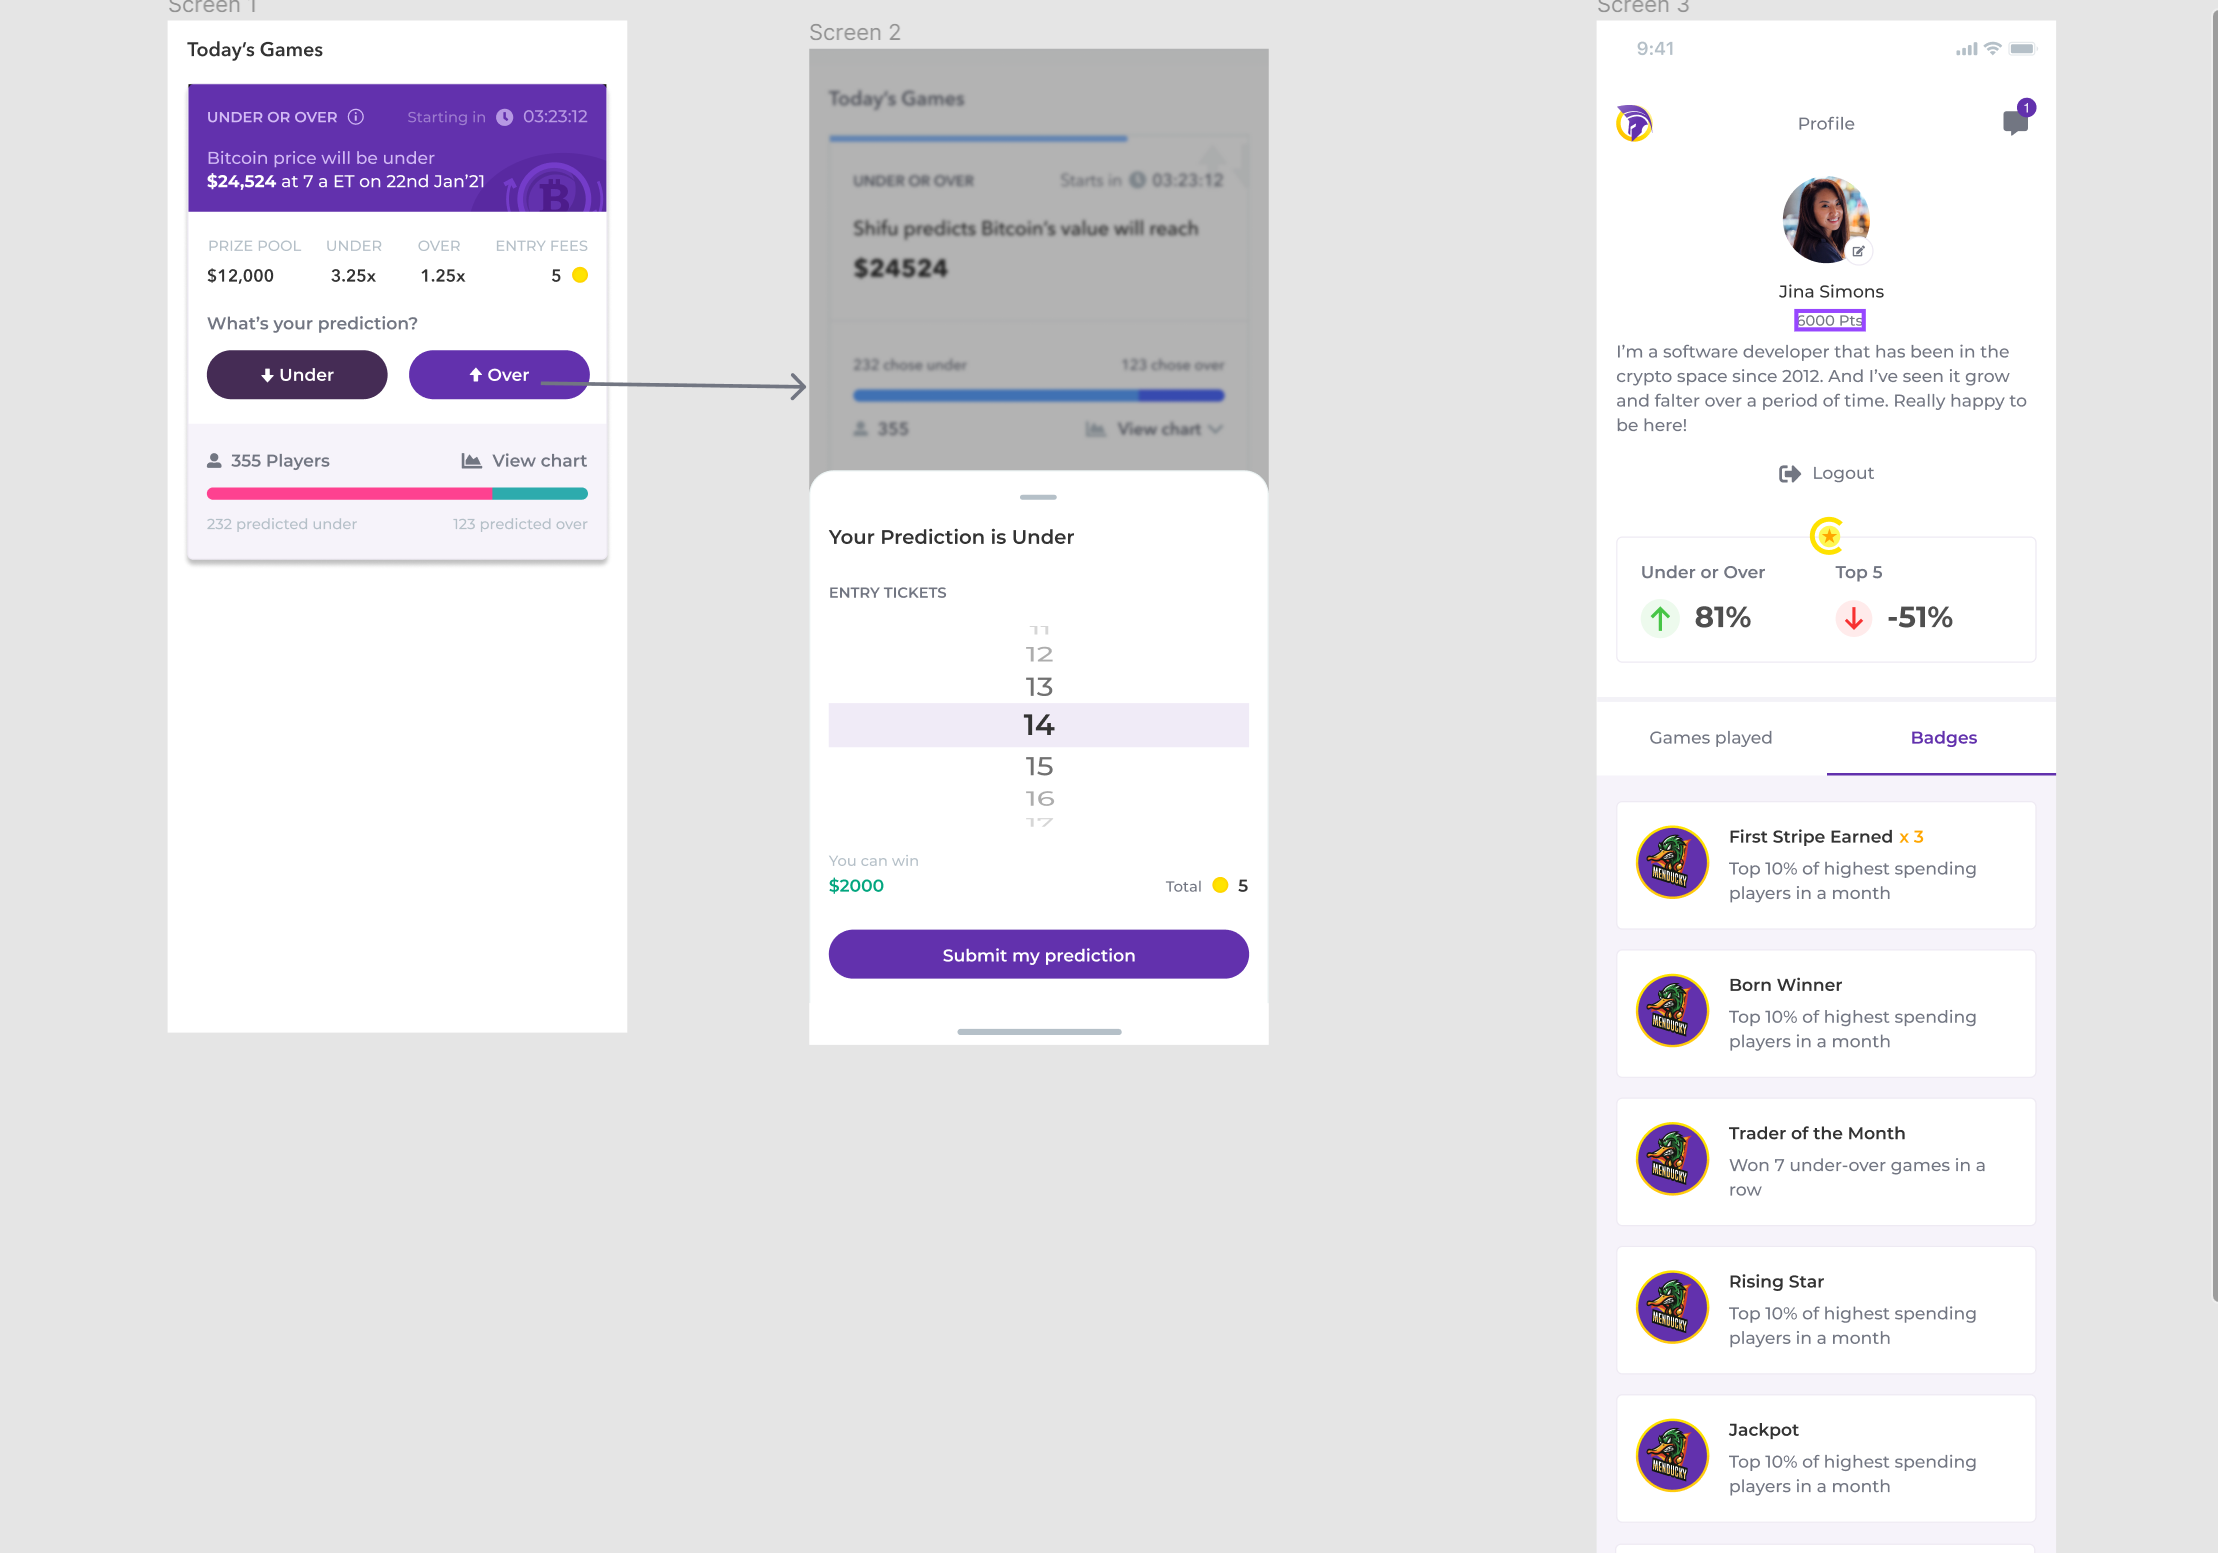 Screen 1
Today's Games
UNDER OR OVER
Starting in 03:23:12
Bitcoin price will be under
$24,524 at 7 a ET on 22nd Jan'21
PRIZE POOL UNDER OVER ENTRY FEES
$12,000 3.25x 1.25x 5
What's your prediction?
Under Over
355 Players View chart
232 predicted under 123 predicted over
Screen 2
Today's Games
UNDER OR OVER Starts in 03:23:12
Shifu predicts Bitcoin's value will reach
$24524
232 chose under 123 chose over
355 View chart
Your Prediction is Under
ENTRY TICKETS
11
12
13
14
15
16
17
You can win
$2000
Total 5
Submit my prediction
Screen 3
9:41
Profile
1
Jina Simons
6000 Pts
I'm a software developer that has been in the
crypto space since 2012. And I've seen it grow
and falter over a period of time. Really happy to
be here!
Logout
Under or Over Top 5
81% -51%
Games played Badges
MENDUCKY
First Stripe Earned x 3
Top 10% of highest spending
players in a month
MENDUCKY
Born Winner
Top 10% of highest spending
players in a month
MENDUCKY
Trader of the Month
Won 7 under-over games in a
row
MENDUCKY
Rising Star
Top 10% of highest spending
players in a month
MENDUCKY
Jackpot
Top 10% of highest spending
players in a month